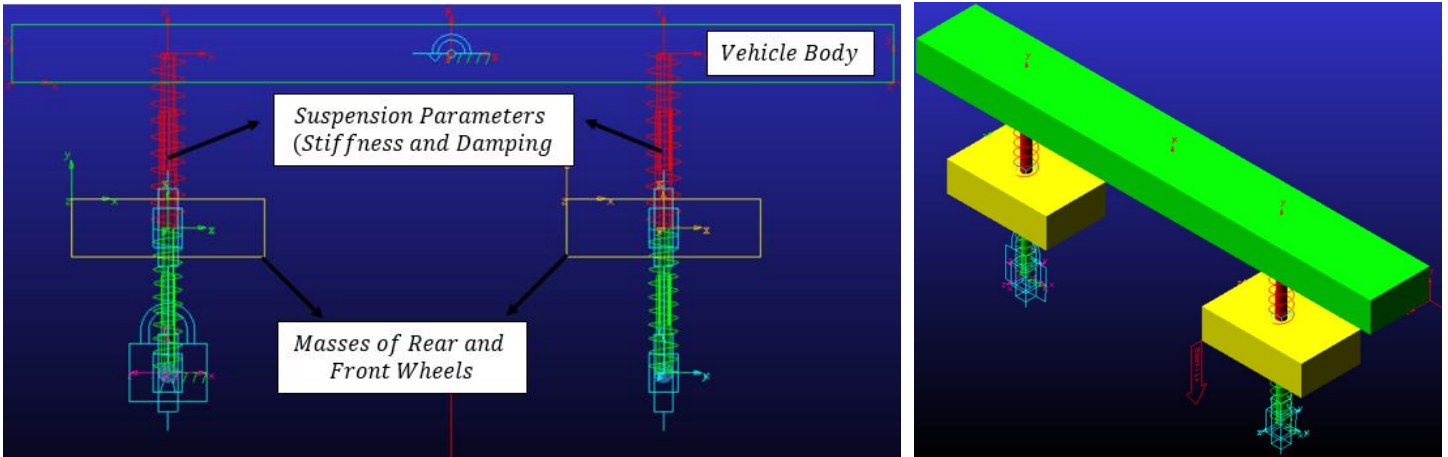 Vehicle Body
Suspension Parameters
(Stiffness and Damping
Masses of Rear and
Front Wheels